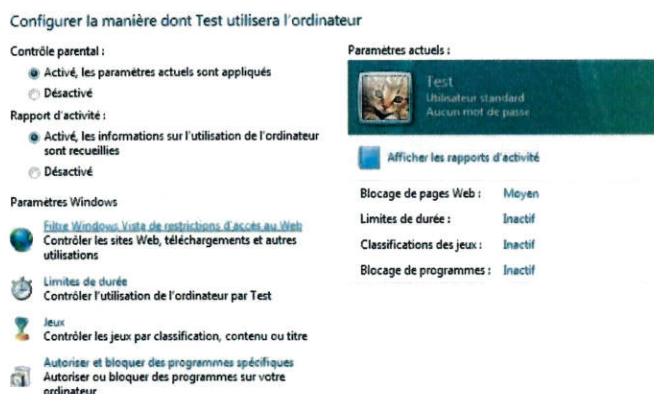 Configurer la manière dont Test utilisera l'ordinateur
Contrôle parental :
Activé, les paramètres actuels sont appliqués
Désactivé
Rapport d'activité :
Activé, les informations sur l'utilisation de l'ordinateur
sont recueillies
Désactivé
Paramètres Windows
Filtre Windows Vista de restrictions d'accès au Web
Contrôler les sites Web, téléchargements et autres
utilisations
Limites de durée
Contrôler l'utilisation de l'ordinateur par Test
Jeux
Contrôler les jeux par classification, contenu ou titre
Autoriser et bloquer des programmes spécifiques
Autoriser ou bloquer des programmes sur votre
ordinateur
Paramètres actuels :
Test
Utilisateur standard
Aucun mot de passe
Afficher les rapports d'activité
Blocage de pages Web : Moyen
Limites de durée : Inactif
Classifications des jeux : Inactif
Blocage de programmes : Inactif